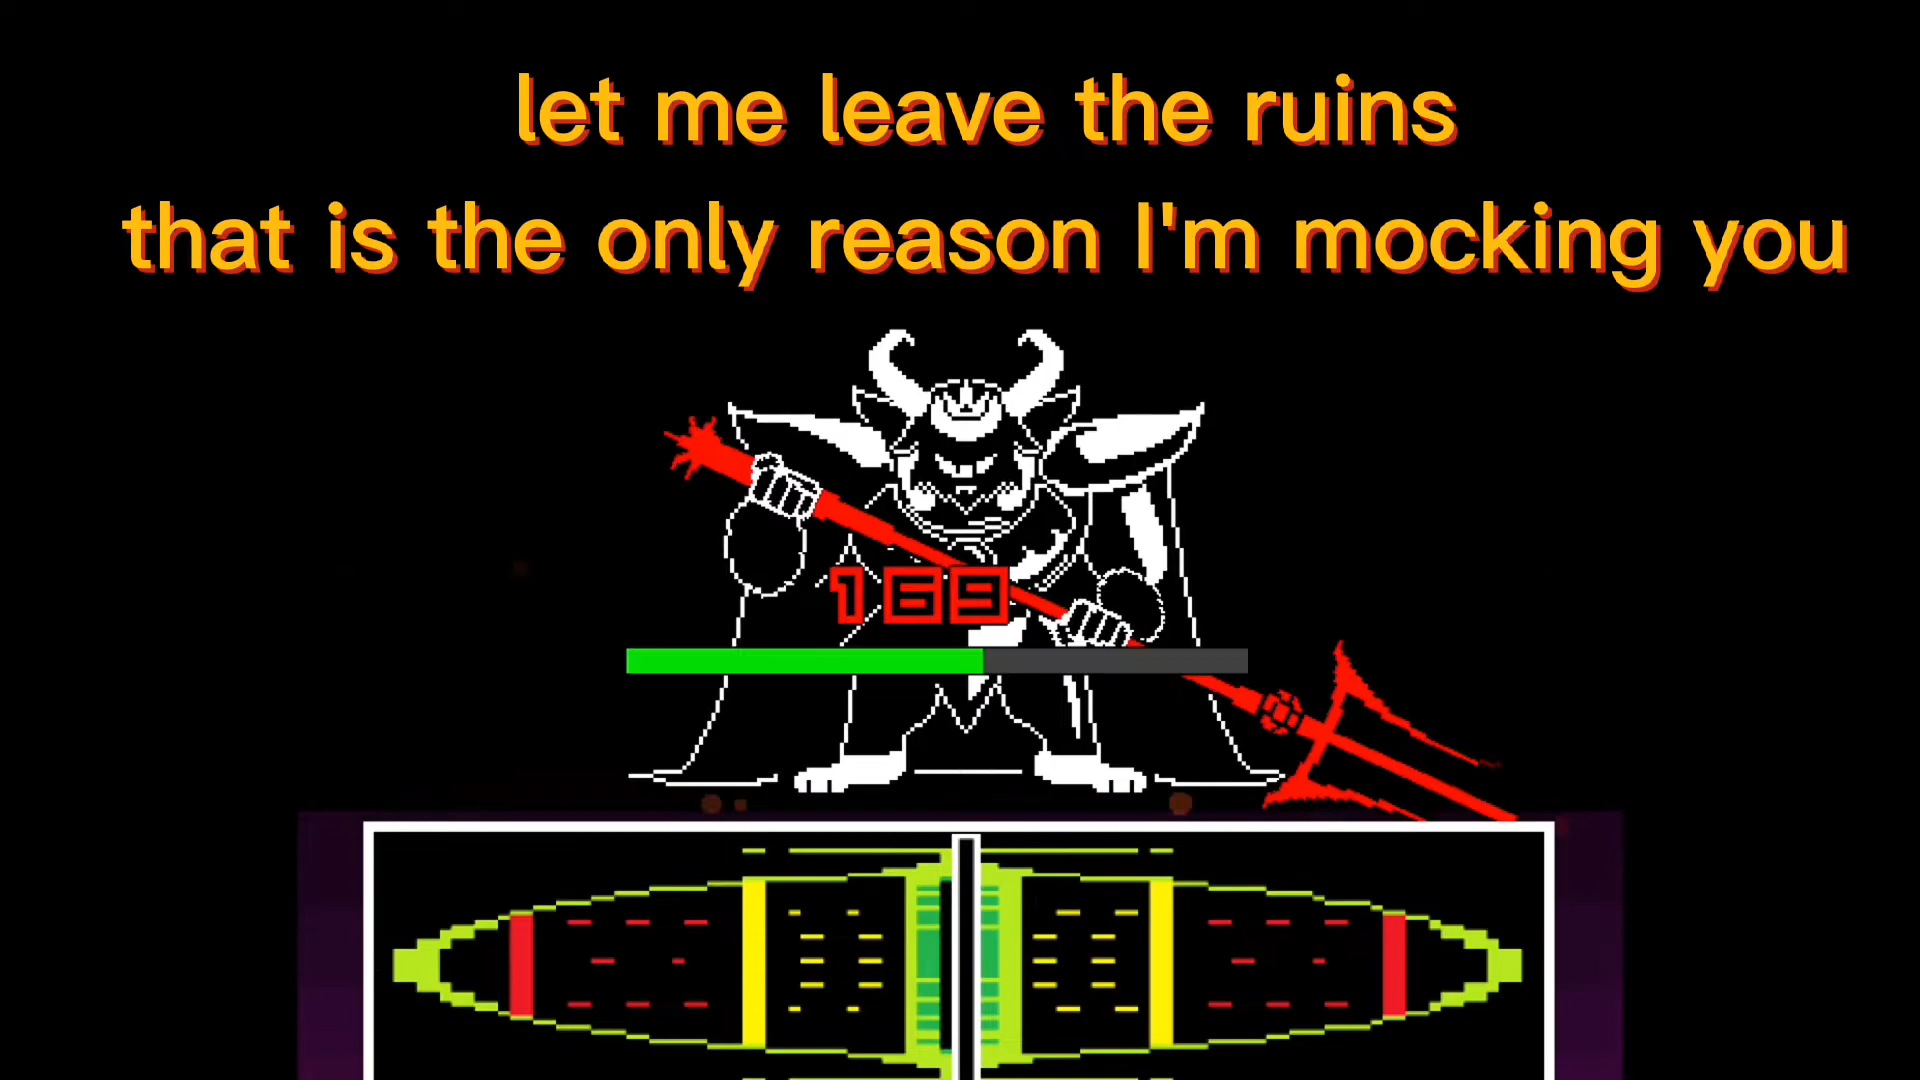 let me leave the ruins
that is the only reason I'm mocking you
169